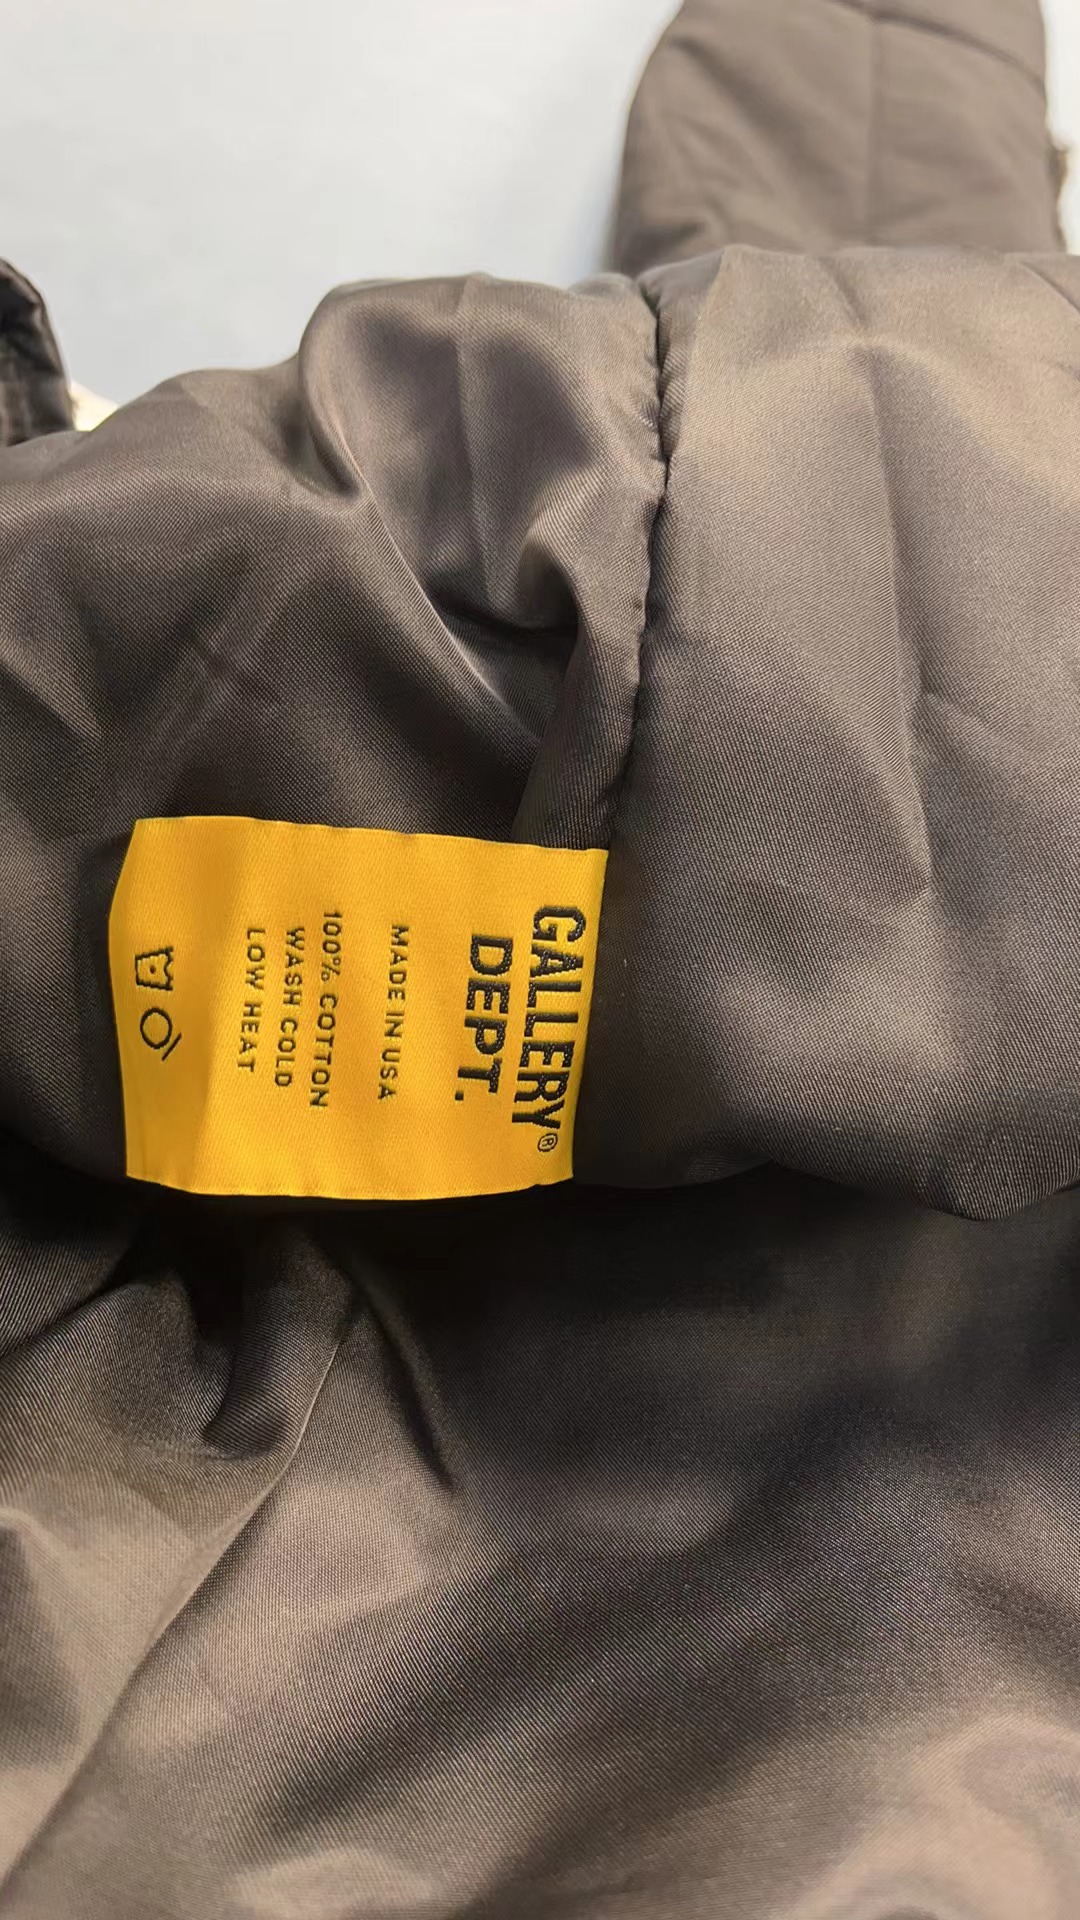 GALLERY®
DEPT.
MADE IN USA
100% COTTON
WASH COLD
LOW HEAT